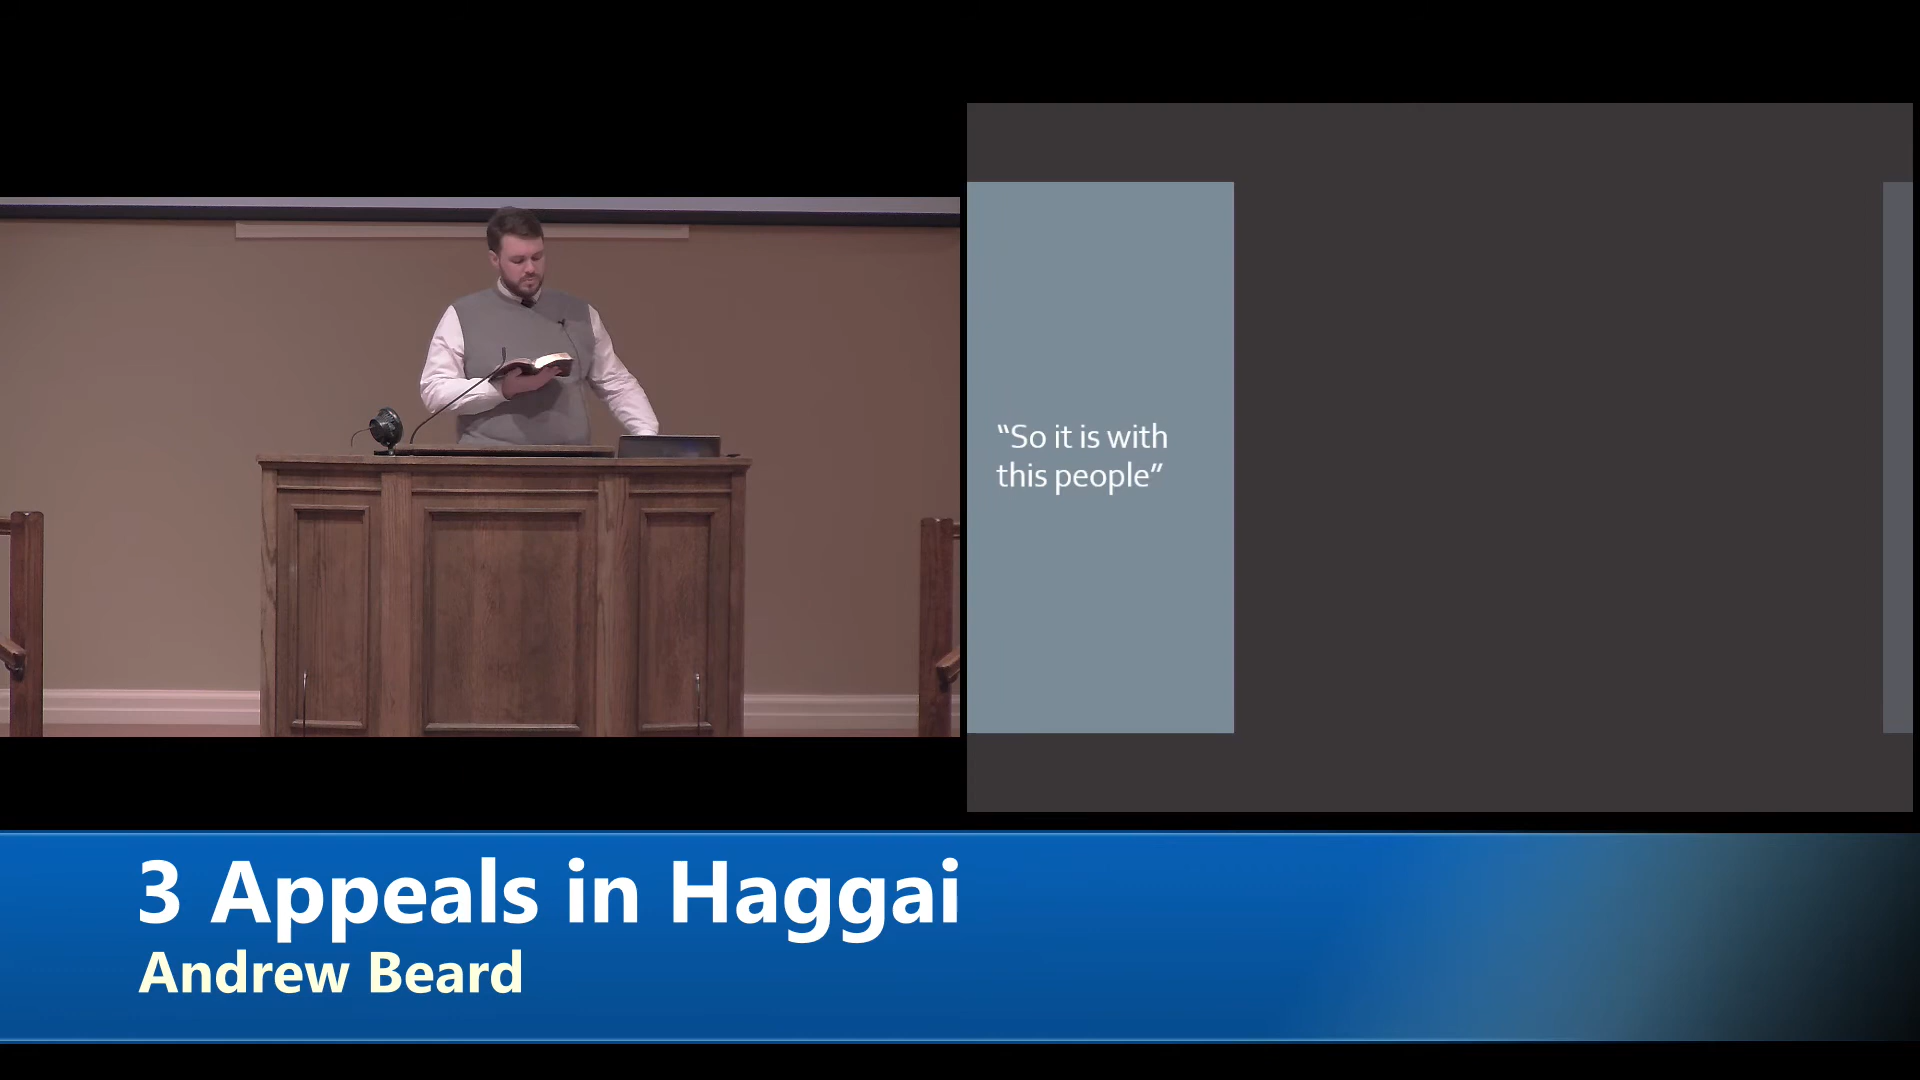 “So it is with
this people”
3 Appeals in Haggai
Andrew Beard